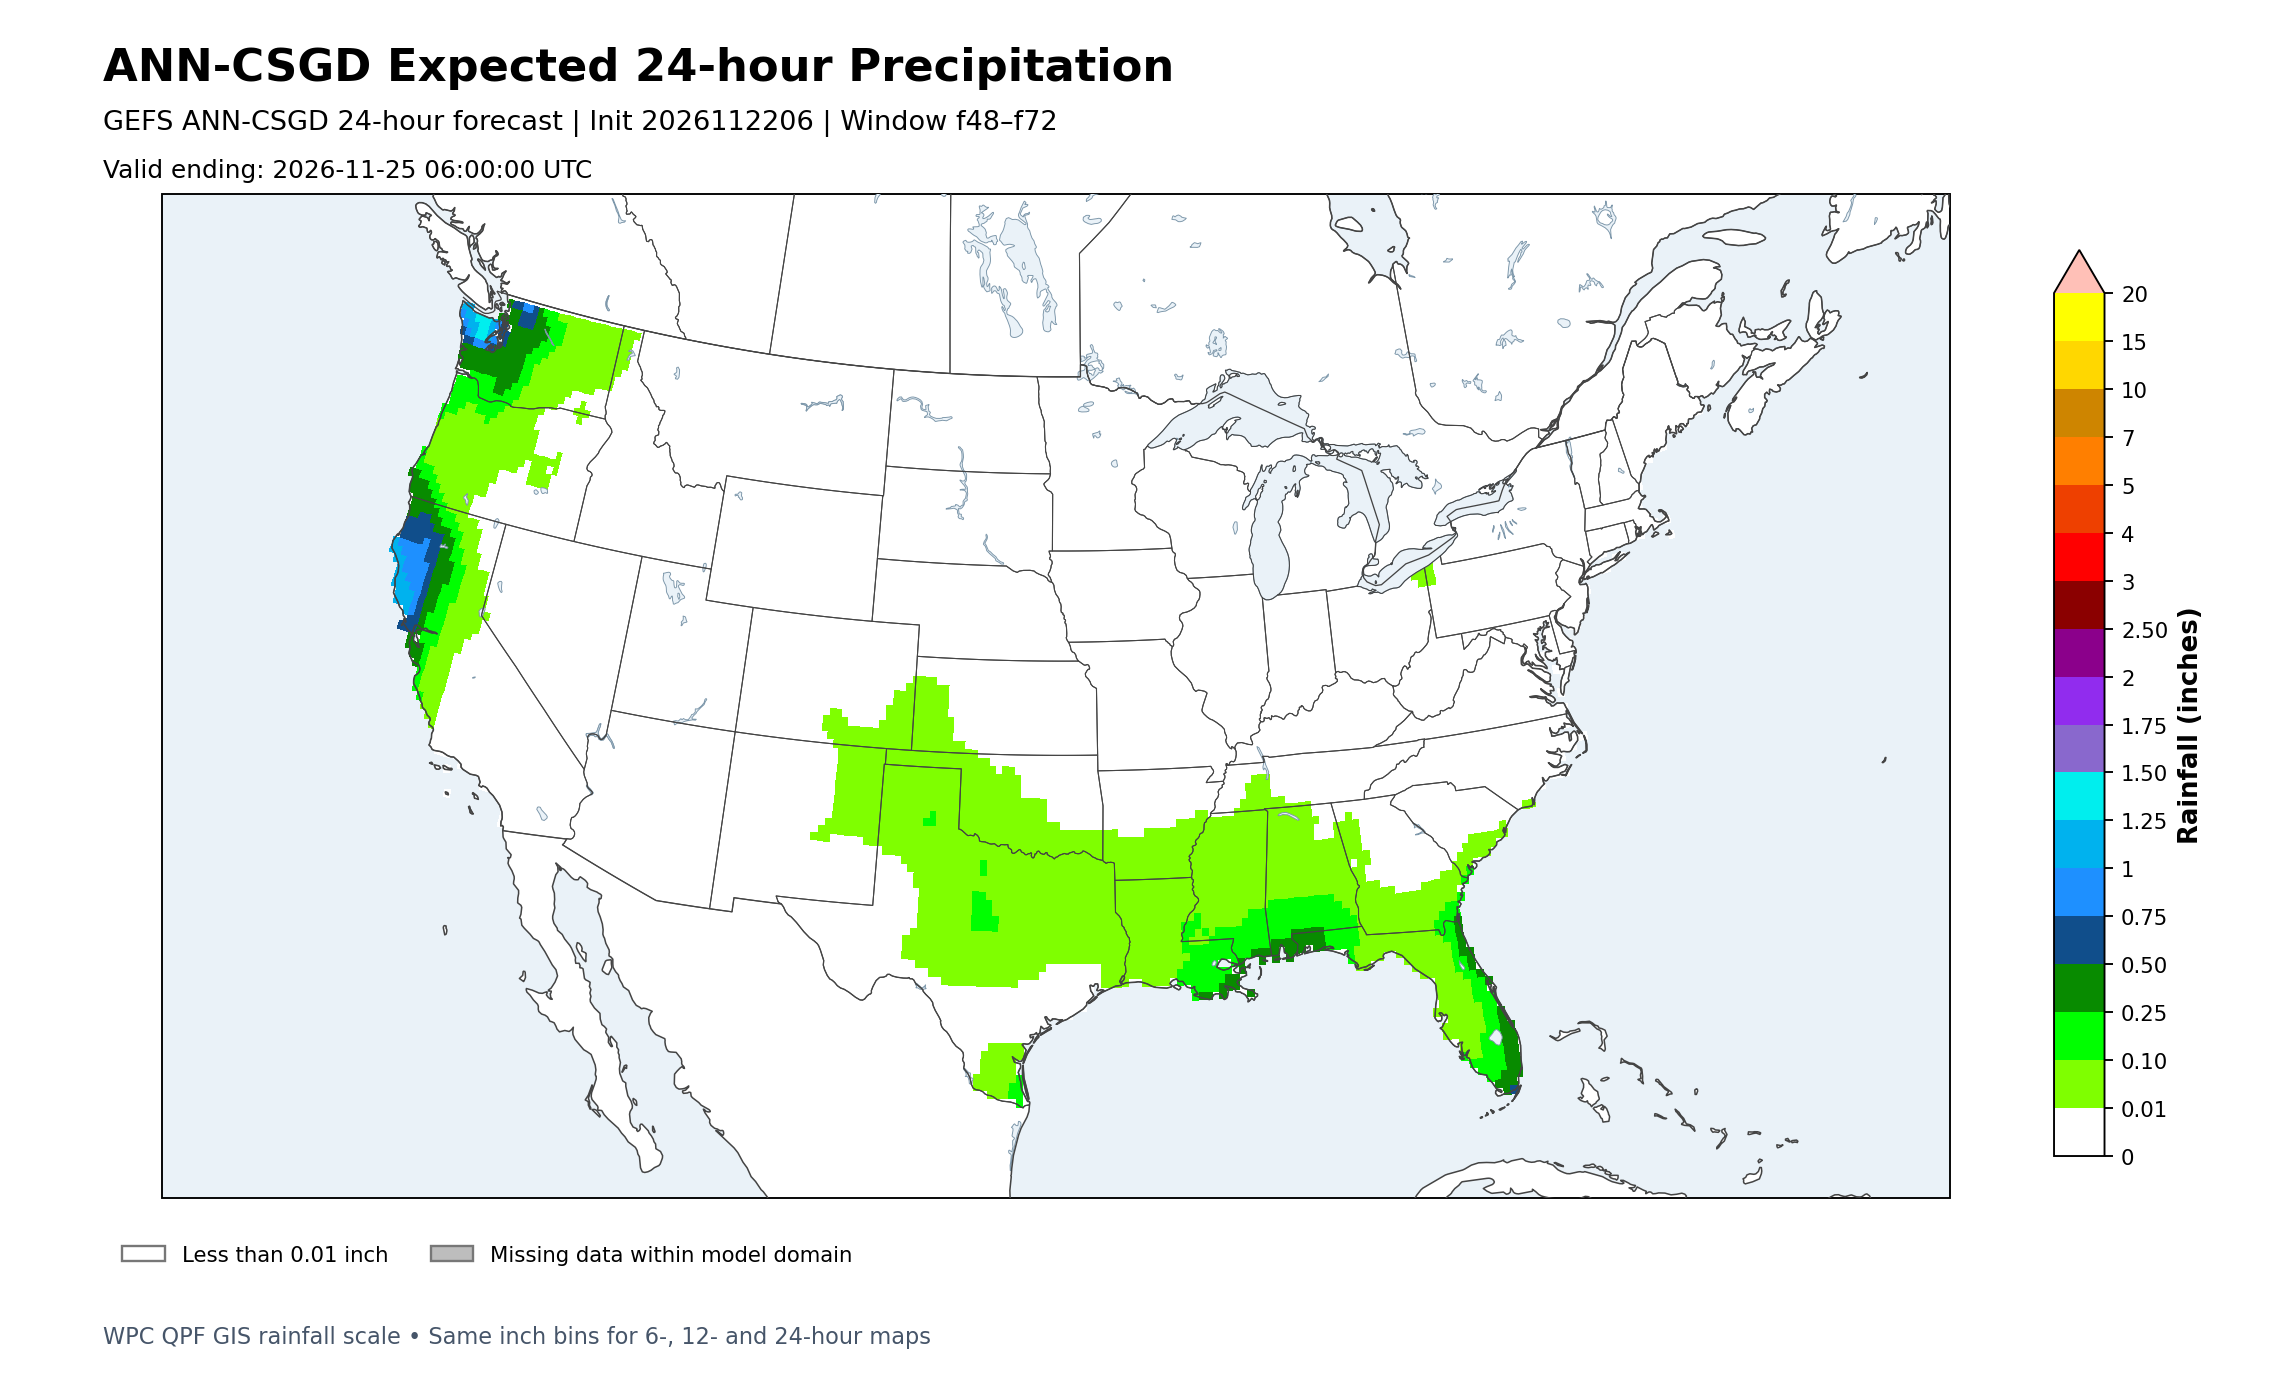 ANN-CSGD Expected 24-hour Precipitation
GEFS ANN-CSGD 24-hour forecast | Init 2026112206 | Window f48–f72
Valid ending: 2026-11-25 06:00:00 UTC
20
15
10
7
5
4
3
2.50
2
1.75
1.50
1.25
1
0.75
0.50
0.25
0.10
0.01
0
Rainfall (inches)
Less than 0.01 inch
Missing data within model domain
WPC QPF GIS rainfall scale • Same inch bins for 6-, 12- and 24-hour maps